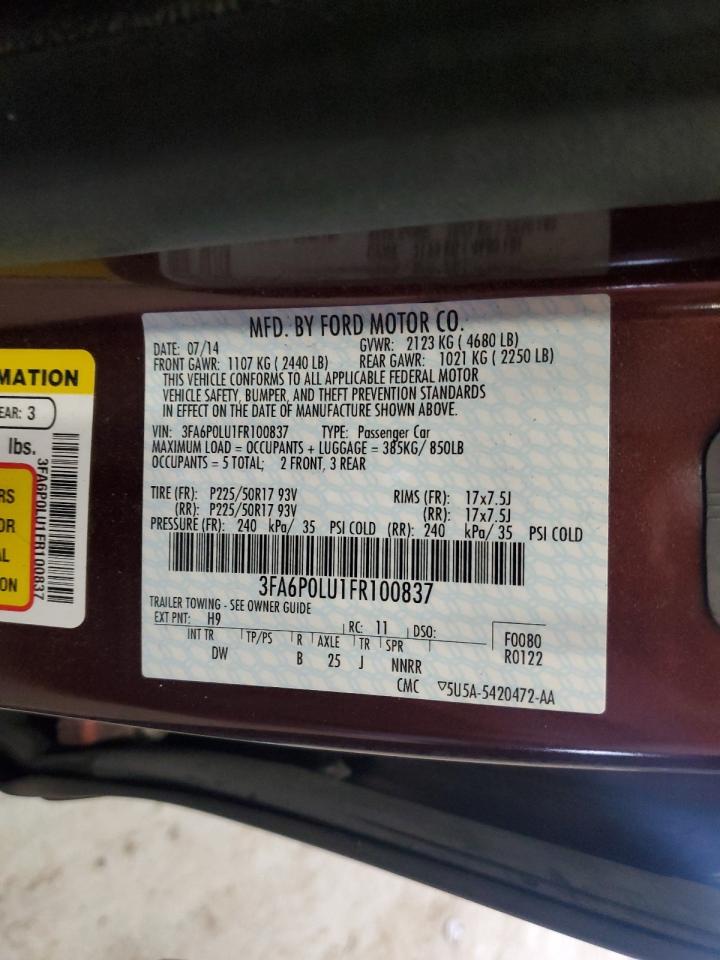 MFD. BY FORD MOTOR CO.
DATE: 07/14 GVWR: 2123 KG ( 4680 LB)
FRONT GAWR: 1107 KG ( 2440 LB) REAR GAWR: 1021 KG ( 2250 LB)
THIS VEHICLE CONFORMS TO ALL APPLICABLE FEDERAL MOTOR
VEHICLE SAFETY, BUMPER, AND THEFT PREVENTION STANDARDS
IN EFFECT ON THE DATE OF MANUFACTURE SHOWN ABOVE.
VIN: 3FA6P0LU1FR100837 TYPE: Passenger Car
MAXIMUM LOAD = OCCUPANTS + LUGGAGE = 385KG/ 850LB
OCCUPANTS = 5 TOTAL; 2 FRONT, 3 REAR
TIRE (FR): P225/50R17 93V RIMS (FR): 17x7.5J
(RR): P225/50R17 93V (RR): 17x7.5J
PRESSURE (FR): 240 kPa/ 35 PSI COLD (RR): 240 kPa/ 35 PSI COLD
3FA6P0LU1FR100837
TRAILER TOWING - SEE OWNER GUIDE
EXT PNT: H9 RC: 11 DSO: F0080
INT TR TP/PS R AXLE TR SPR R0122
DW B 25 J NNRR
CMC ▽5U5A-5420472-AA
MATION
EAR: 3
lbs.
RS
OR
AL
ON
3FA6P0LU1FR100837